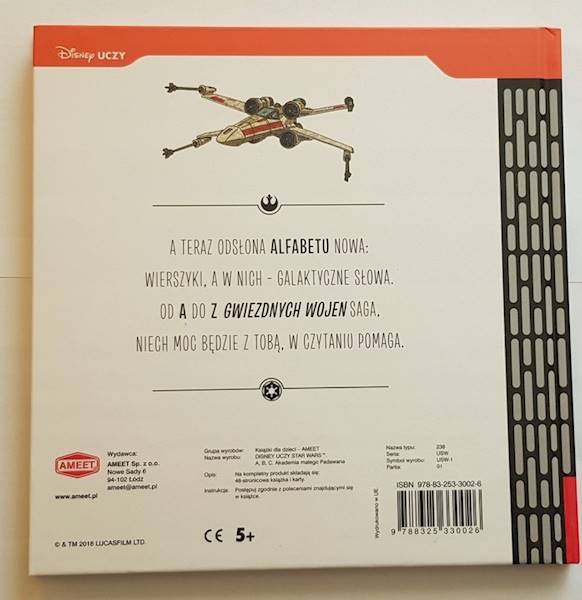 Disney UCZY
A TERAZ ODSŁONA ALFABETU NOWA:
WIERSZYKI, A W NICH – GALAKTYCZNE SŁOWA.
OD A DO Z GWIEZDNYCH WOJEN SAGA,
NIECH MOC BĘDZIE Z TOBĄ, W CZYTANIU POMAGA.
AMEET
Wydawca:
AMEET Sp. z o.o.
Nowe Sady 6
94-102 Łódź
ameet@ameet.pl
www.ameet.pl
Grupa wyrobów: Książki dla dzieci - AMEET
Nazwa wyrobu: DISNEY UCZY STAR WARS™.
A, B, C. Akademia małego Padawana
Opis: Na kompletny produkt składają się:
48-stronicowa książka i karty.
Instrukcja: Postępuj zgodnie z poleceniami znajdującymi się
w książce.
Nazwa typu: 238
Seria: USW
Symbol wyrobu: USW-1
Partia: 01
Wydrukowano w UE.
ISBN 978-83-253-3002-6
9 788325 330026
CE 5+
© & TM 2018 LUCASFILM LTD.